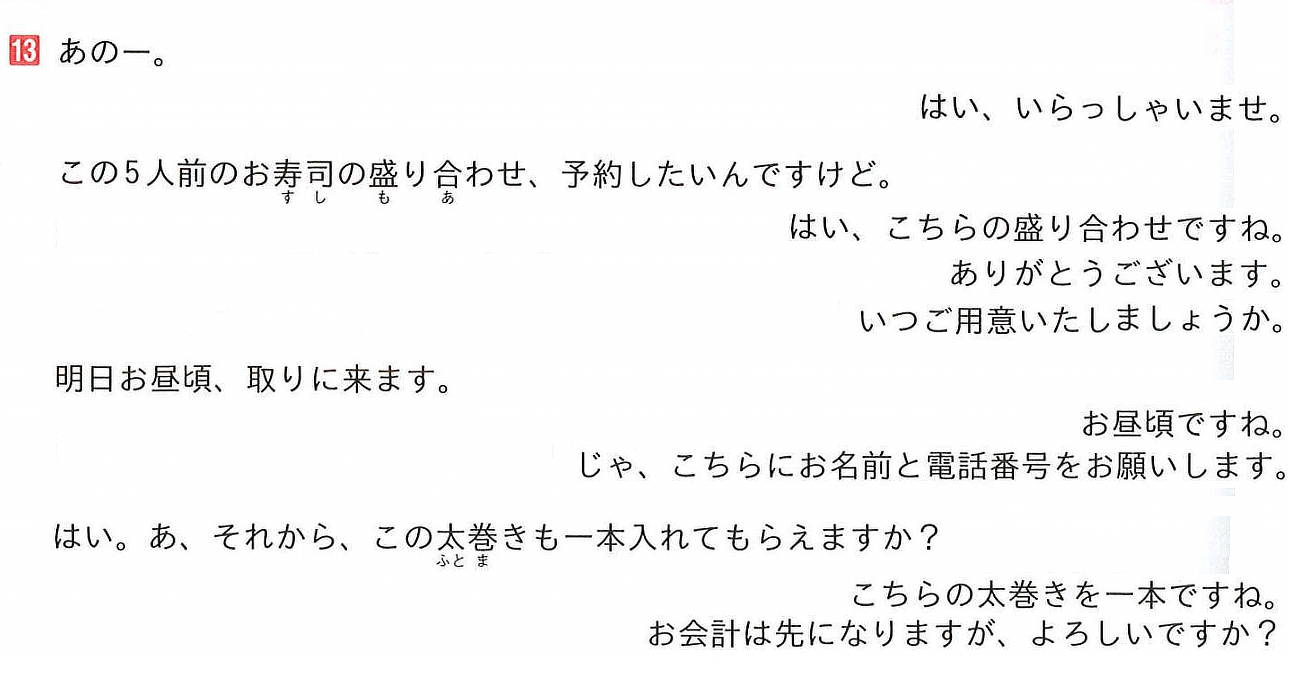 13 あのー。
はい、いらっしゃいませ。
この5人前のお寿司の盛り合わせ、予約したいんですけど。
すし も あ
はい、こちらの盛り合わせですね。
ありがとうございます。
いつご用意いたしましょうか。
明日お昼頃、取りに来ます。
お昼頃ですね。
じゃ、こちらにお名前と電話番号をお願いします。
はい。あ、それから、この太巻きも一本入れてもらえますか？
ふと ま
こちらの太巻きを一本ですね。
お会計は先になりますが、よろしいですか？